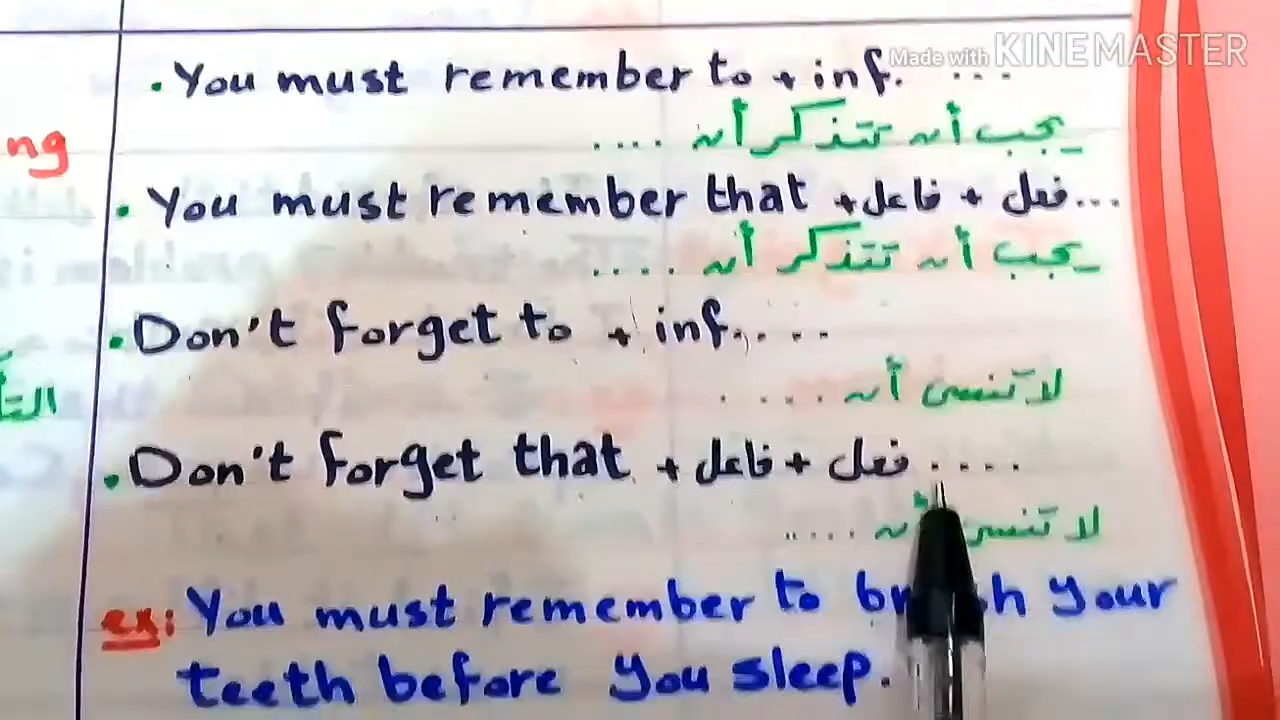 Made with KINEMASTER
• You must remember to + inf. ...
يجب أن تتذكر أن ....
ng
• You must remember that + فاعل + فعل ...
يجب أن تتذكر أن ....
• Don't forget to + inf. ...
لا تنسى أن ....
• Don't forget that + فاعل + فعل ....
لا تنسى أن ....
ex: You must remember to brush your
teeth before you sleep.